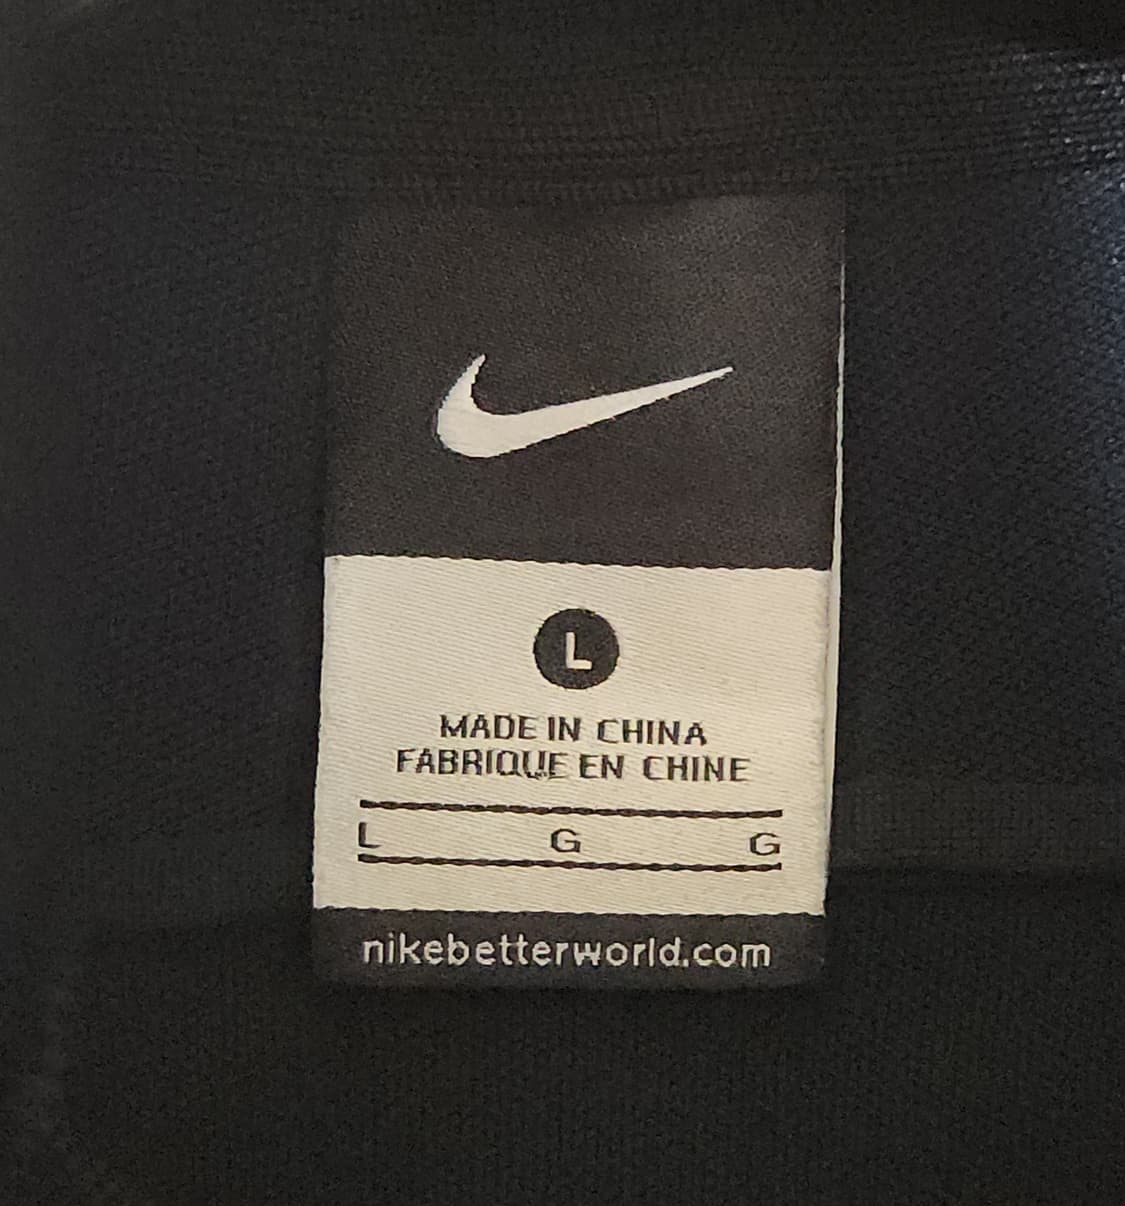 L
MADE IN CHINA
FABRIQUE EN CHINE
L G G
nikebetterworld.com